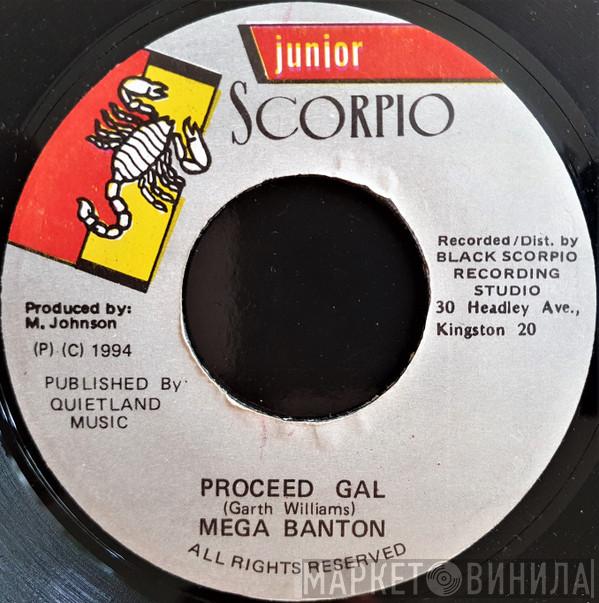 junior
SCORPIO
Recorded/Dist. by
BLACK SCORPIO
RECORDING
STUDIO
30 Headley Ave.,
Kingston 20
Produced by:
M. Johnson
(P) (C) 1994
PUBLISHED By
QUIETLAND
MUSIC
PROCEED GAL
(Garth Williams)
MEGA BANTON
ALL RIGHTS RESERVED
МАРКЕТ ВИНИЛА